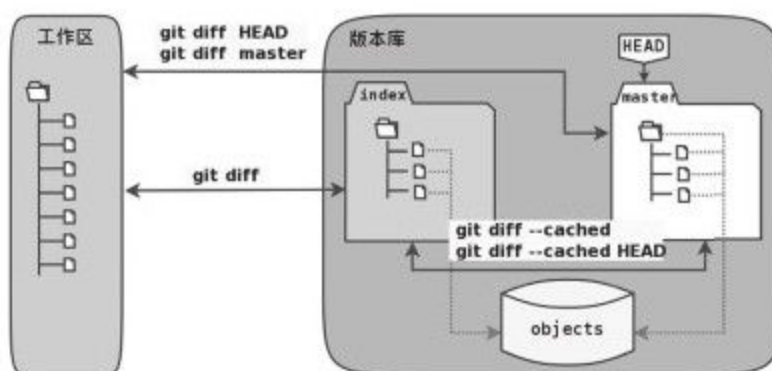 工作区
git diff HEAD
git diff master
版本库
HEAD
index
master
git diff
git diff --cached
git diff --cached HEAD
objects